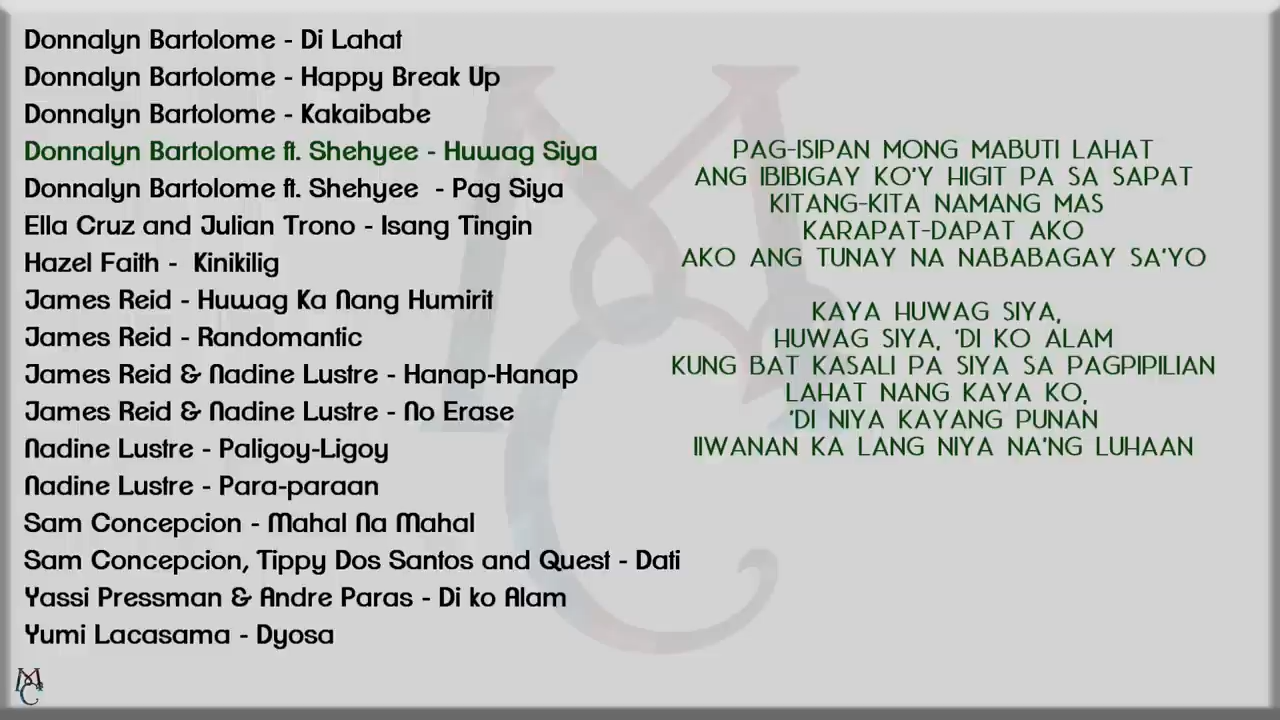 Donnalyn Bartolome - Di Lahat
Donnalyn Bartolome - Happy Break Up
Donnalyn Bartolome - Kakaibabe
Donnalyn Bartolome ft. Shehyee - Huwag Siya
Donnalyn Bartolome ft. Shehyee - Pag Siya
Ella Cruz and Julian Trono - Isang Tingin
Hazel Faith - Kinikilig
James Reid - Huwag Ka Nang Humirit
James Reid - Randomantic
James Reid & Nadine Lustre - Hanap-Hanap
James Reid & Nadine Lustre - No Erase
Nadine Lustre - Paligoy-Ligoy
Nadine Lustre - Para-paraan
Sam Concepcion - Mahal Na Mahal
Sam Concepcion, Tippy Dos Santos and Quest - Dati
Yassi Pressman & Andre Paras - Di ko Alam
Yumi Lacasama - Dyosa
PAG-ISIPAN MONG MABUTI LAHAT
ANG IBIBIGAY KO'Y HIGIT PA SA SAPAT
KITANG-KITA NAMANG MAS
KARAPAT-DAPAT AKO
AKO ANG TUNAY NA NABABAGAY SA'YO
KAYA HUWAG SIYA,
HUWAG SIYA, 'DI KO ALAM
KUNG BAT KASALI PA SIYA SA PAGPIPILIAN
LAHAT NANG KAYA KO,
'DI NIYA KAYANG PUNAN
IIWANAN KA LANG NIYA NA'NG LUHAAN
MC